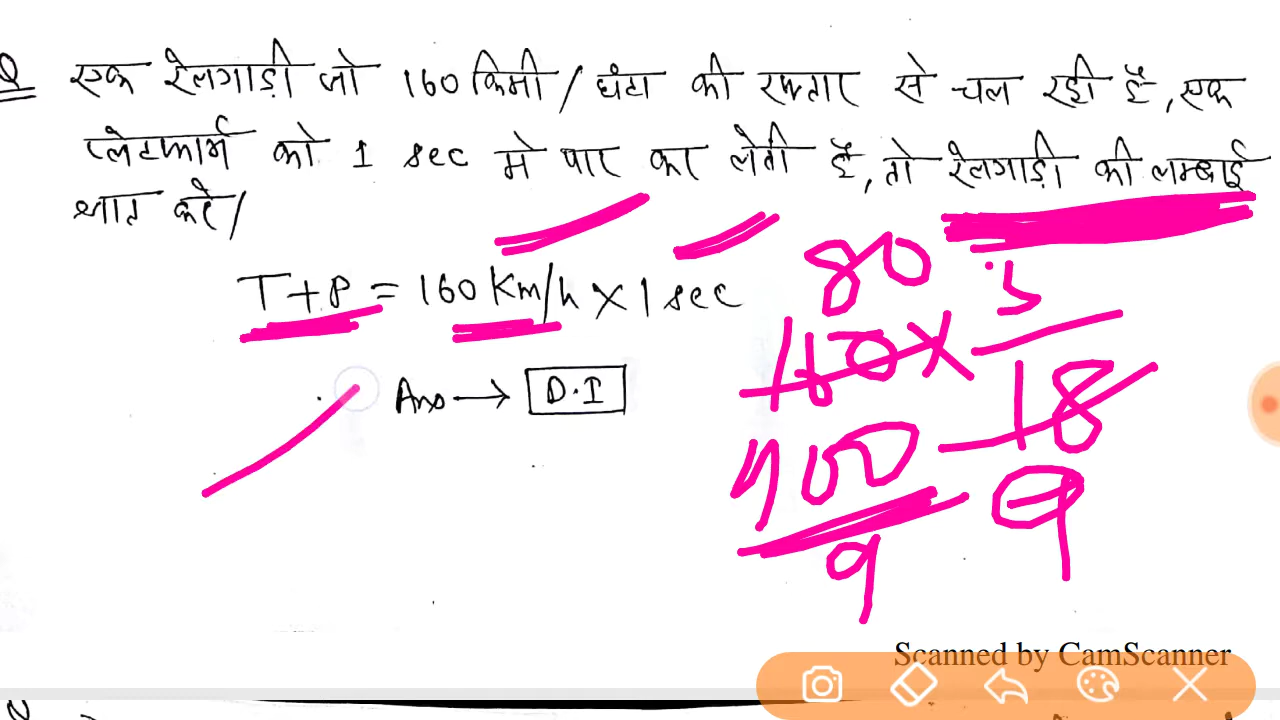 Q एक रेलगाड़ी जो 160 किमी/घंटा की रफ्तार से चल रही है, एक
प्लेटफार्म को 1 sec मे पार कर लेती है, तो रेलगाड़ी की लम्बाई
ज्ञात करे/
T+P = 160 Km/h × 1 sec
80
160 × 5
18
Ans → D.I
400
9
9
Scanned by CamScanner